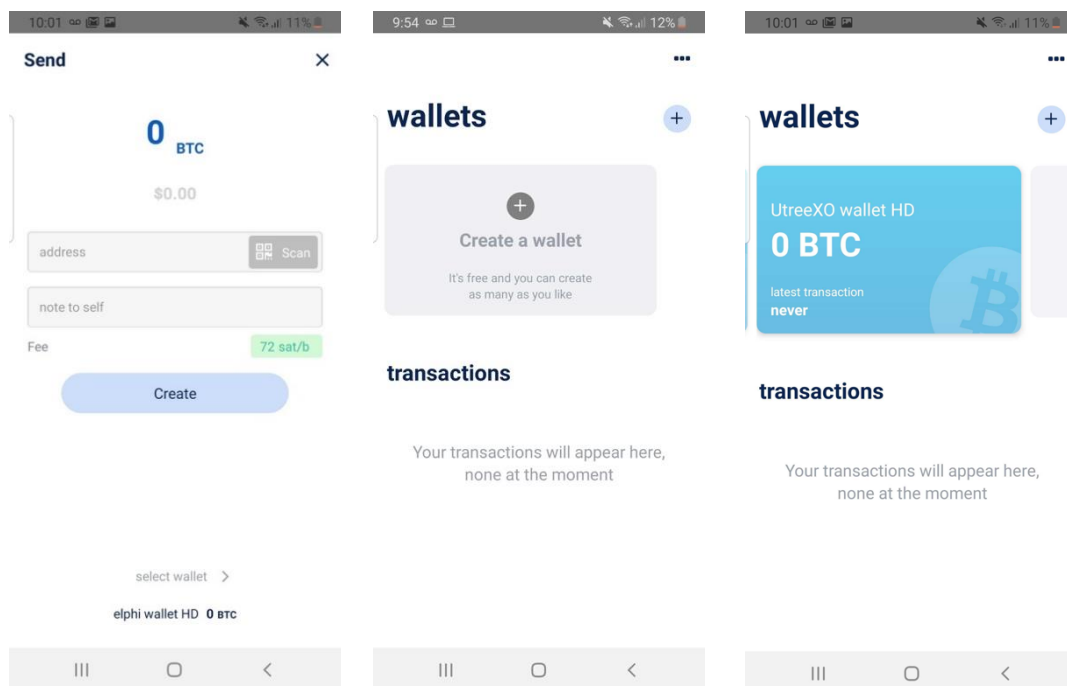 10:01 11%
Send
0 BTC
$0.00
address Scan
note to self
Fee 72 sat/b
Create
select wallet
elphi wallet HD 0 BTC
9:54 12%
wallets
Create a wallet
It's free and you can create
as many as you like
transactions
Your transactions will appear here,
none at the moment
10:01 11%
wallets
UtreeXO wallet HD
0 BTC
latest transaction
never
transactions
Your transactions will appear here,
none at the moment